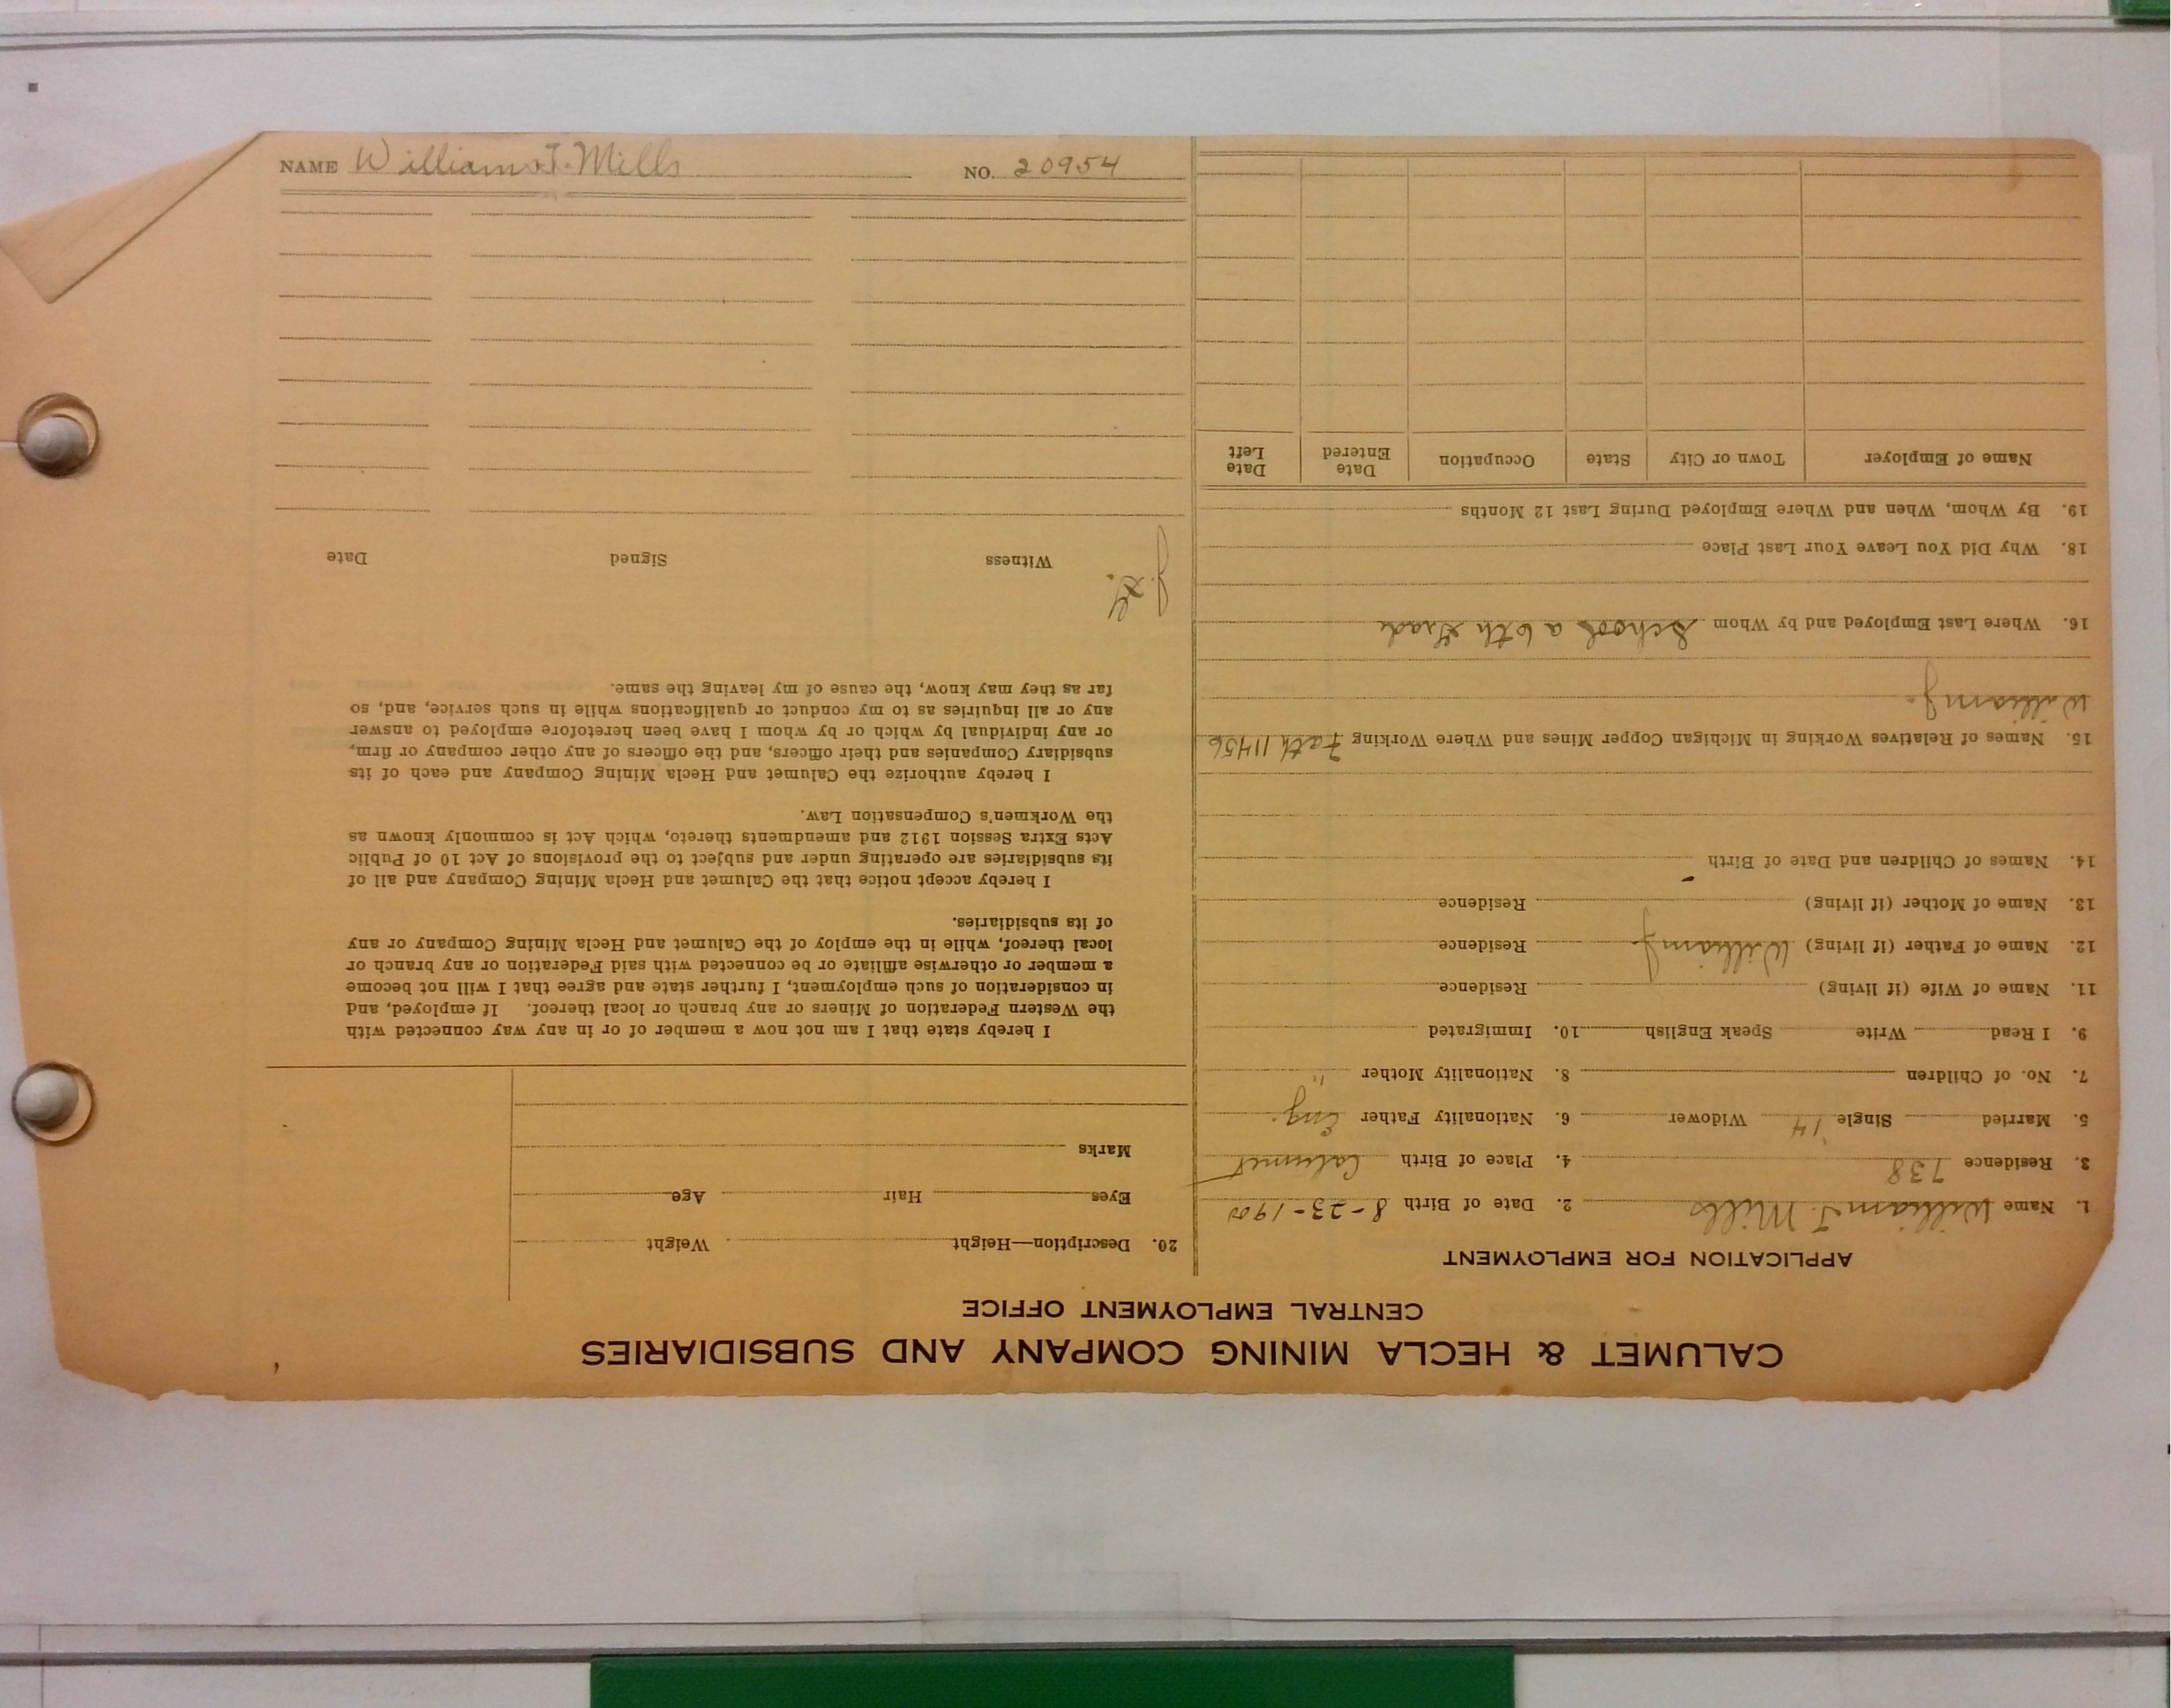 CALUMET & HECLA MINING COMPANY AND SUBSIDIARIES
CENTRAL EMPLOYMENT OFFICE
APPLICATION FOR EMPLOYMENT
1. Name William J. Mills 2. Date of Birth 8-23-1900
3. Residence 738 4. Place of Birth Calumet
5. Married Single 14 Widower 6. Nationality Father Eng.
7. No. of Children 8. Nationality Mother "
9. I Read Write Speak English 10. Immigrated
11. Name of Wife (if living) Residence
12. Name of Father (if living) William J Residence
13. Name of Mother (if living) Residence
14. Names of Children and Date of Birth
15. Names of Relatives Working in Michigan Copper Mines and Where Working Fath 11456
William J.
16. Where Last Employed and by Whom School a 6th Grade
18. Why Did You Leave Your Last Place
19. By Whom, When and Where Employed During Last 12 Months
Name of Employer Town or City State Occupation Date Entered Date Left
20. Description—Height Weight
Eyes Hair Age
Marks
I hereby state that I am not now a member of or in any way connected with
the Western Federation of Miners or any branch or local thereof. If employed, and
in consideration of such employment, I further state and agree that I will not become
a member or otherwise affiliate or be connected with said Federation or any branch or
local thereof, while in the employ of the Calumet and Hecla Mining Company or any
of its subsidiaries.
I hereby accept notice that the Calumet and Hecla Mining Company and all of
its subsidiaries are operating under and subject to the provisions of Act 10 of Public
Acts Extra Session 1912 and amendments thereto, which Act is commonly known as
the Workmen's Compensation Law.
I hereby authorize the Calumet and Hecla Mining Company and each of its
subsidiary Companies and their officers, and the officers of any other company or firm,
or any individual by which or by whom I have been heretofore employed to answer
any or all inquiries as to my conduct or qualifications while in such service, and, so
far as they may know, the cause of my leaving the same.
Witness Signed Date
NAME William J. Mills NO. 20954